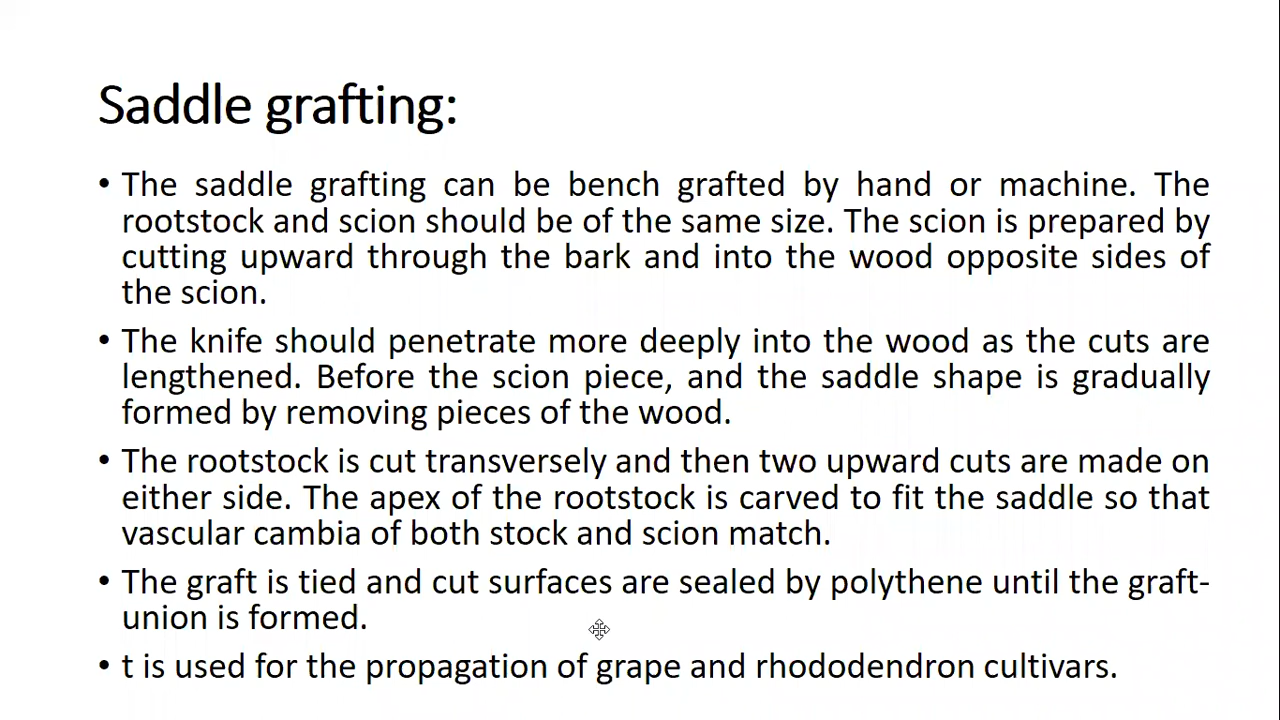 Saddle grafting:
• The saddle grafting can be bench grafted by hand or machine. The
rootstock and scion should be of the same size. The scion is prepared by
cutting upward through the bark and into the wood opposite sides of
the scion.
• The knife should penetrate more deeply into the wood as the cuts are
lengthened. Before the scion piece, and the saddle shape is gradually
formed by removing pieces of the wood.
• The rootstock is cut transversely and then two upward cuts are made on
either side. The apex of the rootstock is carved to fit the saddle so that
vascular cambia of both stock and scion match.
• The graft is tied and cut surfaces are sealed by polythene until the graft-
union is formed.
• t is used for the propagation of grape and rhododendron cultivars.